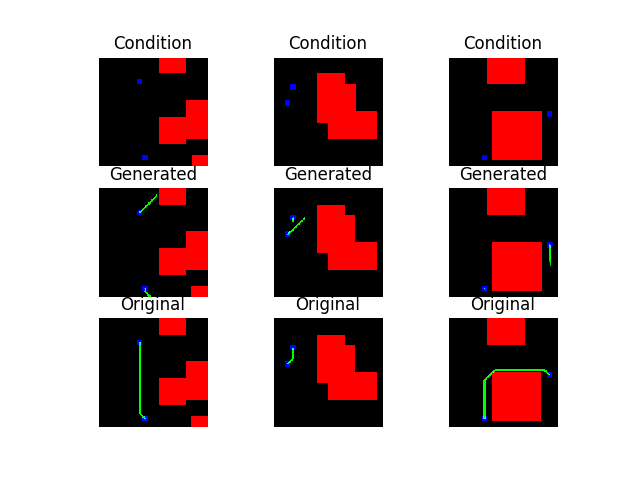 Condition Condition Condition
Generated Generated Generated
Original Original Original